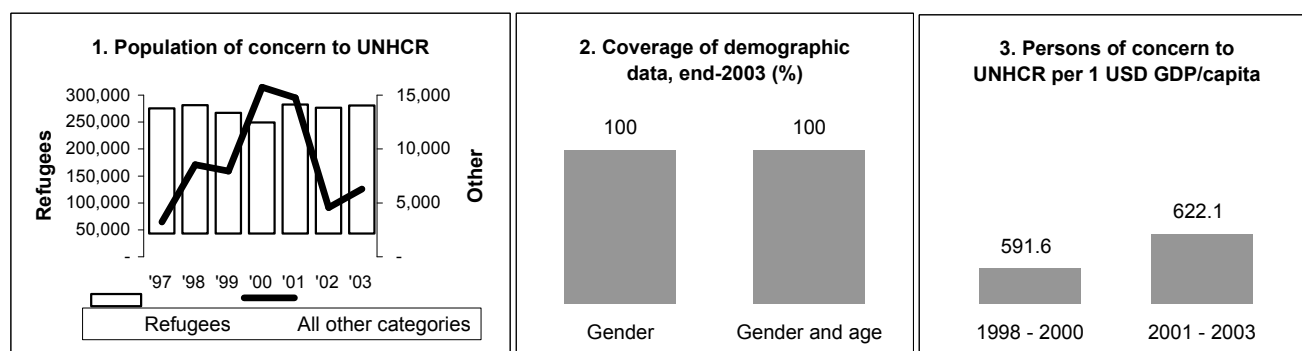 1. Population of concern to UNHCR
300,000
250,000
200,000
150,000
100,000
50,000
-
Refugees
15,000
10,000
5,000
-
Other
'97 '98 '99 '00 '01 '02 '03
Refugees All other categories
2. Coverage of demographic
data, end-2003 (%)
100 100
Gender Gender and age
3. Persons of concern to
UNHCR per 1 USD GDP/capita
591.6
622.1
1998 - 2000 2001 - 2003